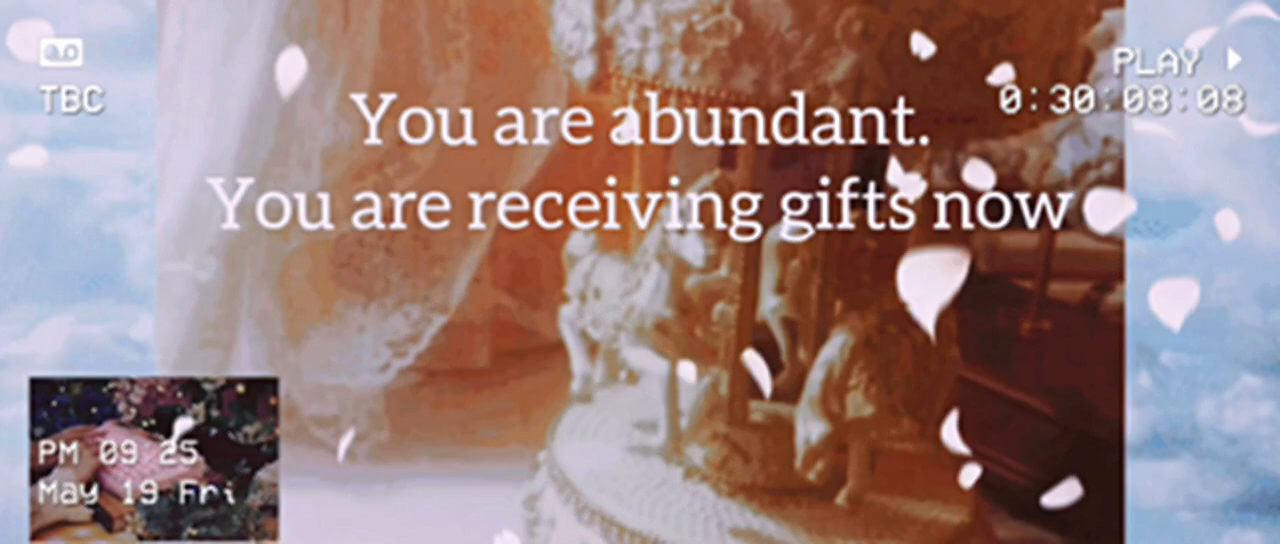 TBC
PLAY
0:30:08:08
You are abundant.
You are receiving gifts now
PM 09 25
May 19 Fri